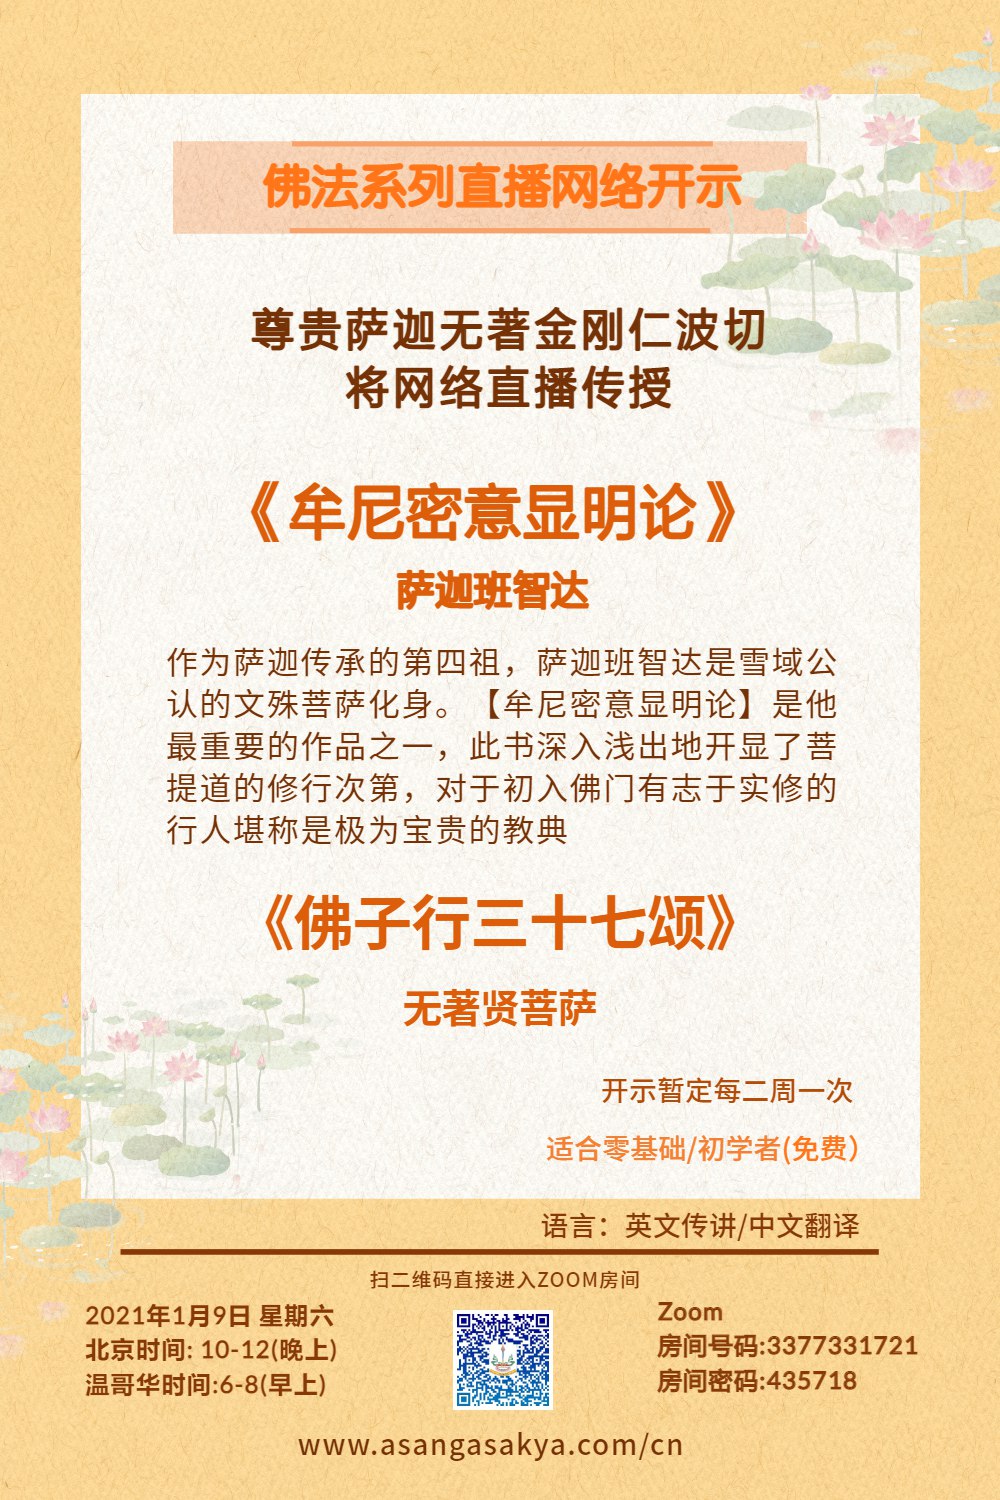 佛法系列直播网络开示
尊贵萨迦无著金刚仁波切
将网络直播传授
《牟尼密意显明论》
萨迦班智达
作为萨迦传承的第四祖，萨迦班智达是雪域公
认的文殊菩萨化身。【牟尼密意显明论】是他
最重要的作品之一，此书深入浅出地开显了菩
提道的修行次第，对于初入佛门有志于实修的
行人堪称是极为宝贵的教典
《佛子行三十七颂》
无著贤菩萨
开示暂定每二周一次
适合零基础/初学者(免费）
语言：英文传讲/中文翻译
扫二维码直接进入ZOOM房间
2021年1月9日 星期六
北京时间: 10-12(晚上)
温哥华时间:6-8(早上)
Zoom
房间号码:3377331721
房间密码:435718
www.asangasakya.com/cn